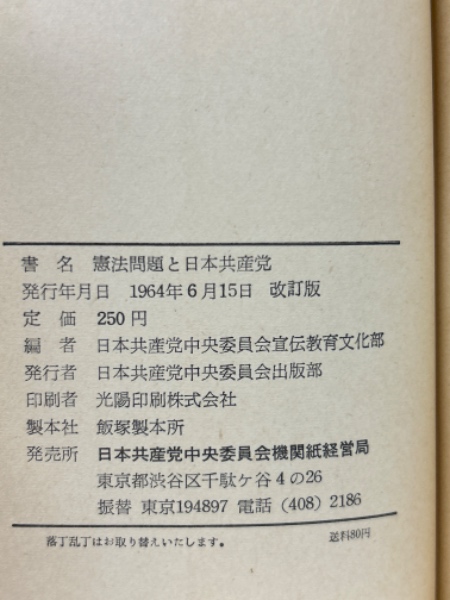 書 名 憲法問題と日本共産党
発行年月日 1964年6月15日 改訂版
定 価 250円
編 者 日本共産党中央委員会宣伝教育文化部
発行者 日本共産党中央委員会出版部
印刷者 光陽印刷株式会社
製本社 飯塚製本所
発売所 日本共産党中央委員会機関紙経営局
東京都渋谷区千駄ケ谷4の26
振替 東京194897 電話 (408) 2186
落丁乱丁はお取り替えいたします。 送料80円